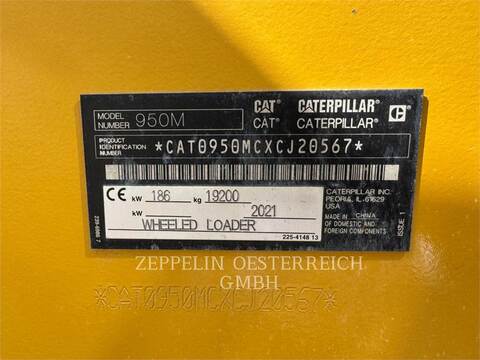 MODEL NUMBER 950M
CAT CATERPILLAR C
CAT® CATERPILLAR®
PRODUCT IDENTIFICATION NUMBER *CAT0950MCXCJ20567*
CE kW 186 kg 19200
kW 2021
WHEELED LOADER
225-4148 13
CATERPILLAR INC.
PEORIA, IL, 61629
USA
MADE IN CHINA
OF DOMESTIC AND
FOREIGN COMPONENTS
ISSUE 1
ZEPPELIN OESTERREICH
GMBH
*CAT0950MCXCJ20567*